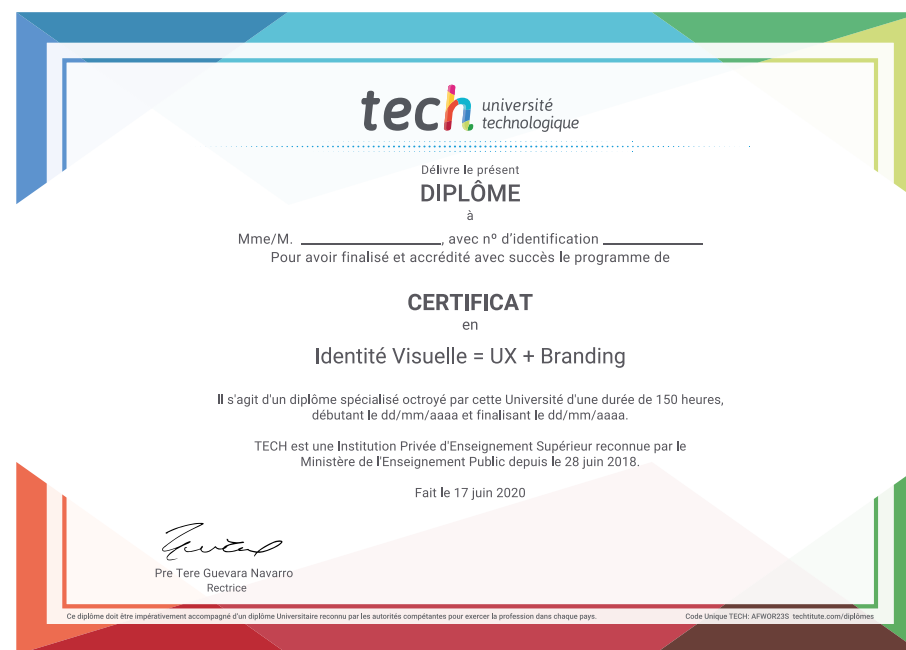 tech université
technologique
Délivre le présent
DIPLÔME
à
Mme/M. ____________________, avec nº d'identification ______________
Pour avoir finalisé et accrédité avec succès le programme de
CERTIFICAT
en
Identité Visuelle = UX + Branding
Il s'agit d'un diplôme spécialisé octroyé par cette Université d'une durée de 150 heures,
débutant le dd/mm/aaaa et finalisant le dd/mm/aaaa.
TECH est une Institution Privée d'Enseignement Supérieur reconnue par le
Ministère de l'Enseignement Public depuis le 28 juin 2018.
Fait le 17 juin 2020
Pre Tere Guevara Navarro
Rectrice
Ce diplôme doit être impérativement accompagné d'un diplôme Universitaire reconnu par les autorités compétantes pour exercer la profession dans chaque pays.
Code Unique TECH: AFWOR23S techtitute.com/diplômes